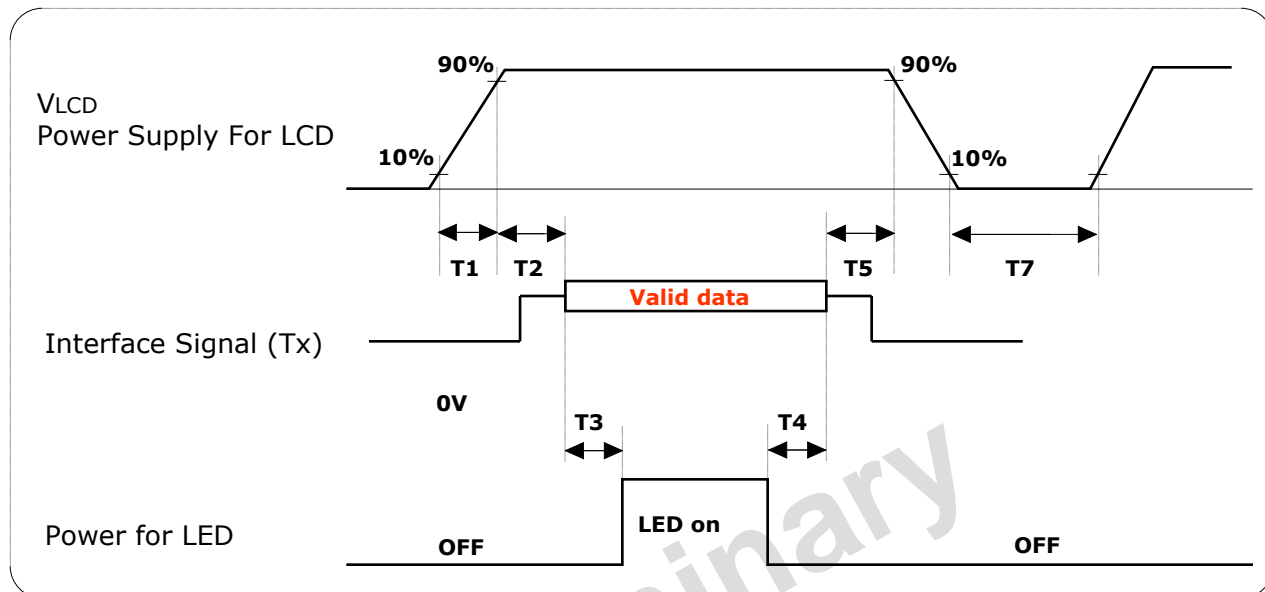 90%
90%
VLCD
Power Supply For LCD
10%
10%
T1
T2
T5
T7
Valid data
Interface Signal (Tx)
0V
T3
T4
LED on
Power for LED
OFF
OFF
inary